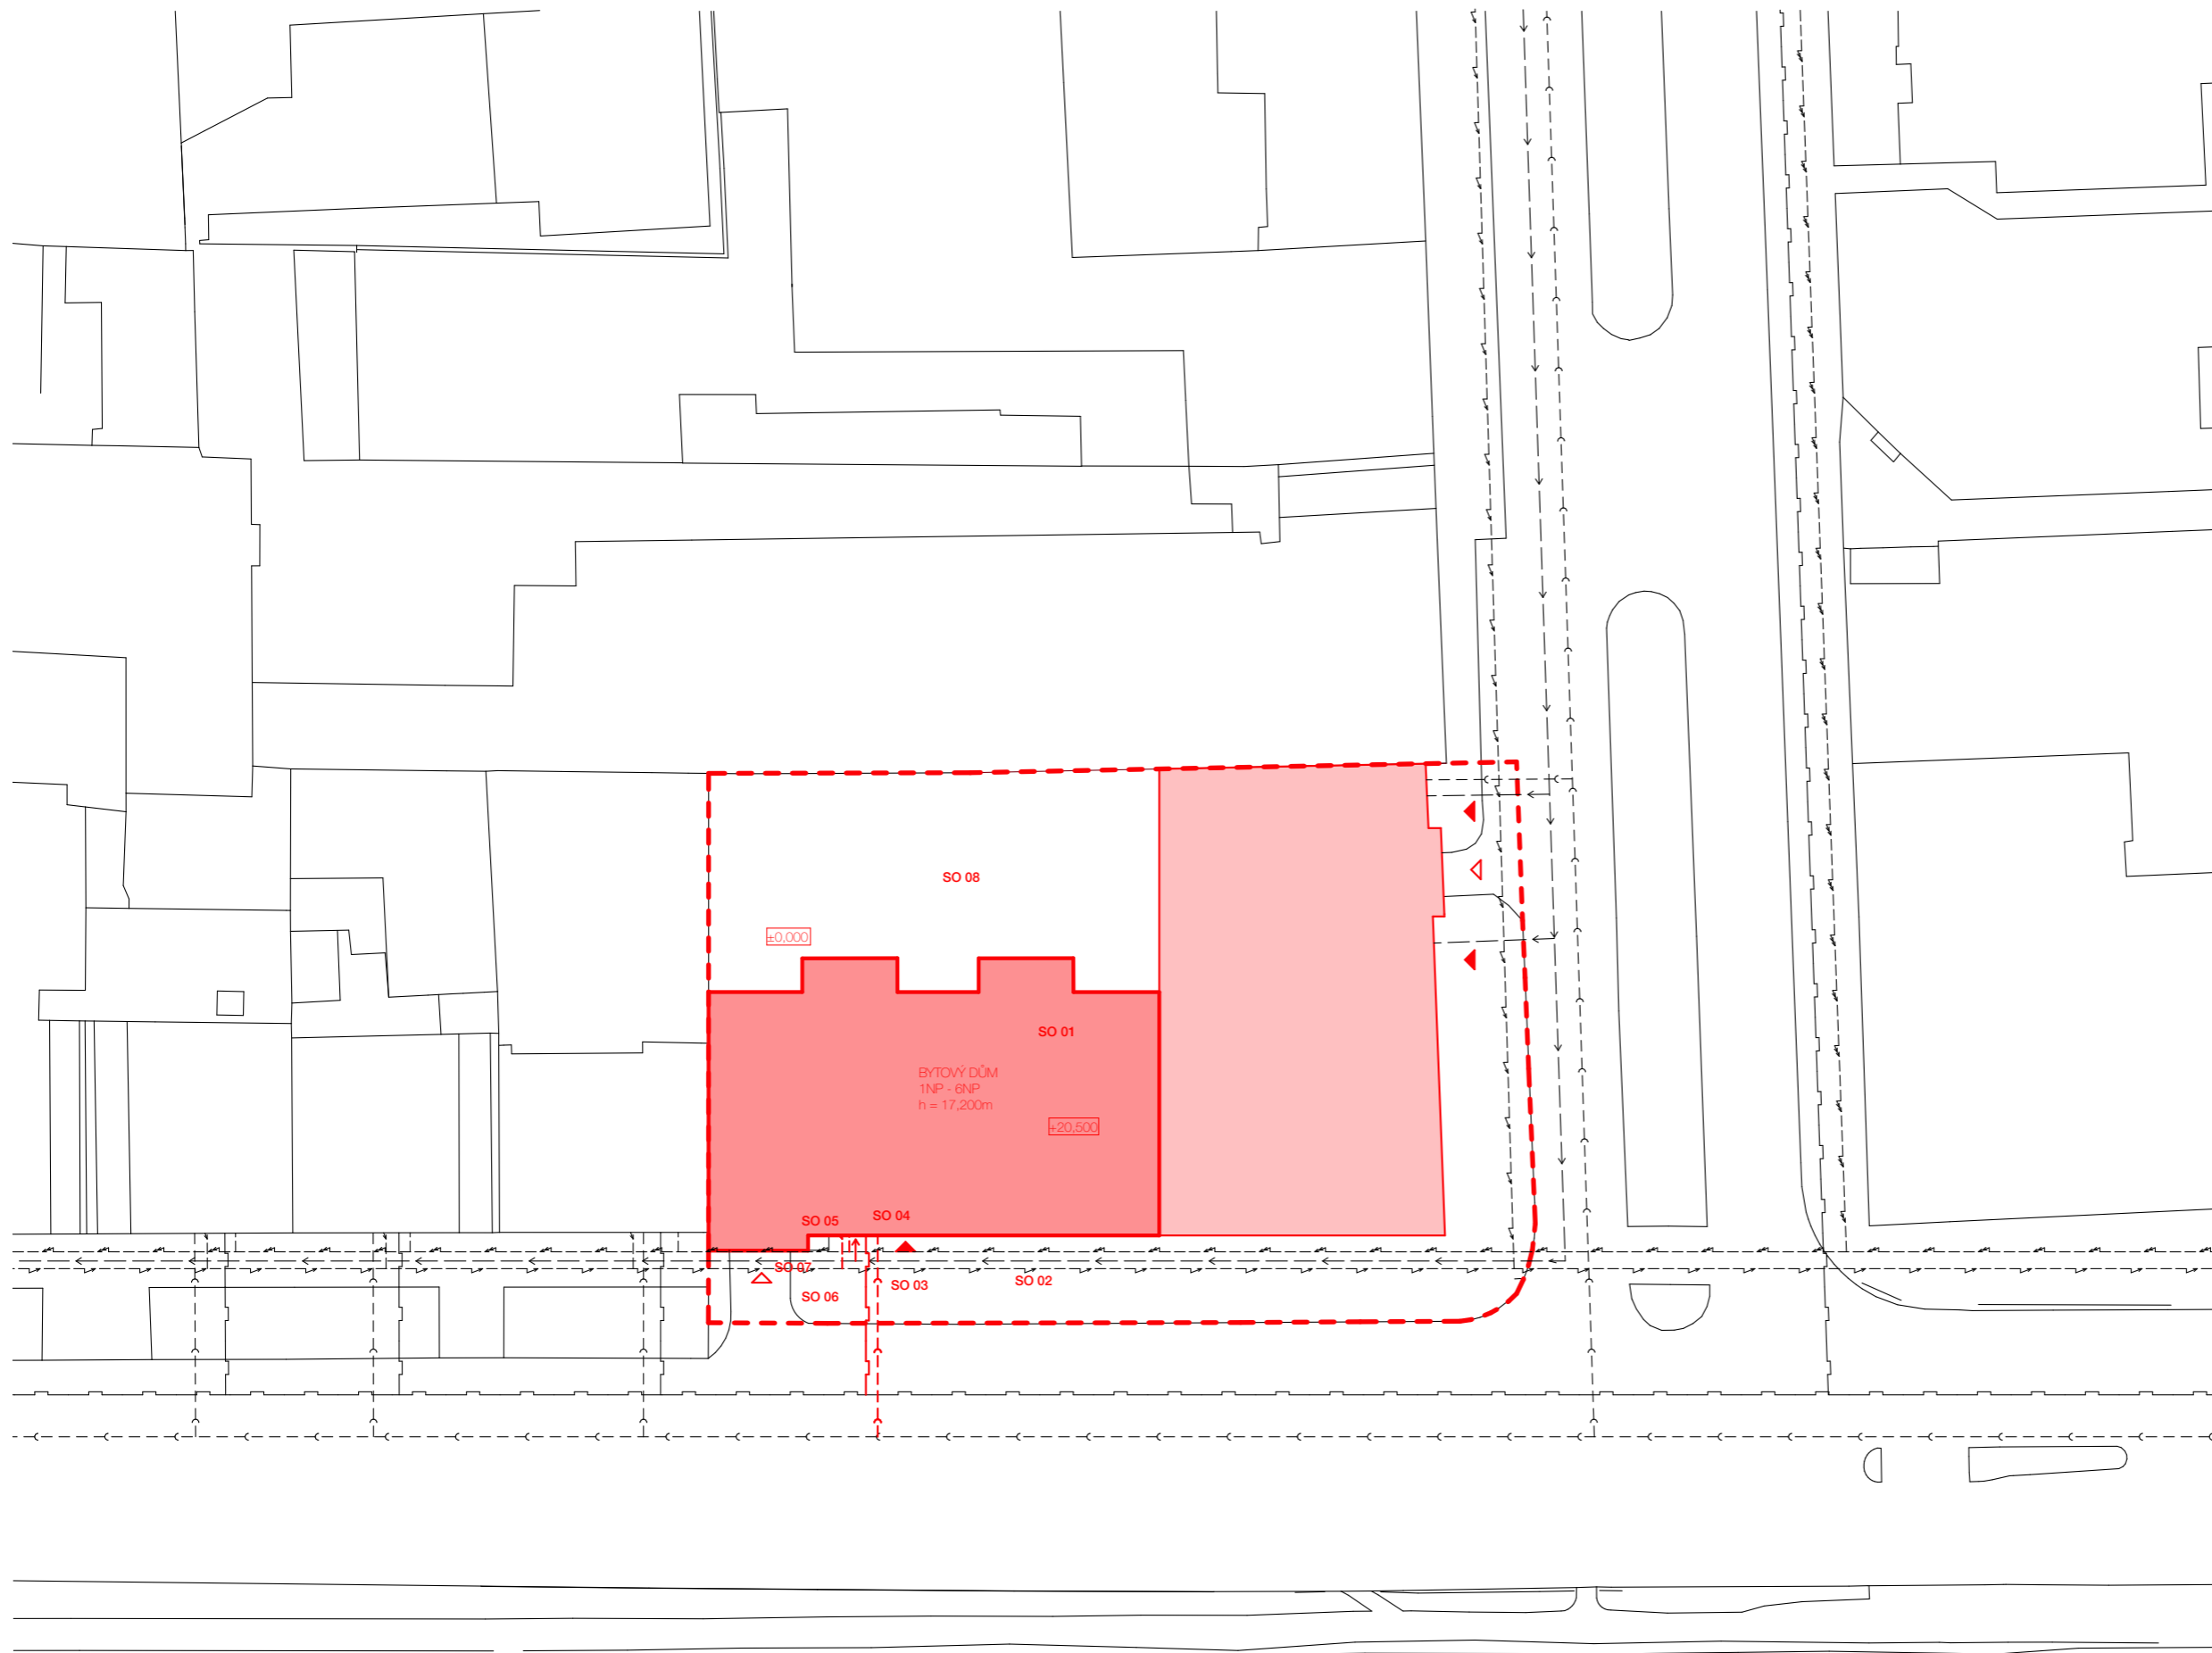 SO 08
±0,000
SO 01
BYTOVÝ DŮM
1NP - 6NP
h = 17,200m
+20,500
SO 05
SO 04
SO 07
SO 06
SO 03
SO 02